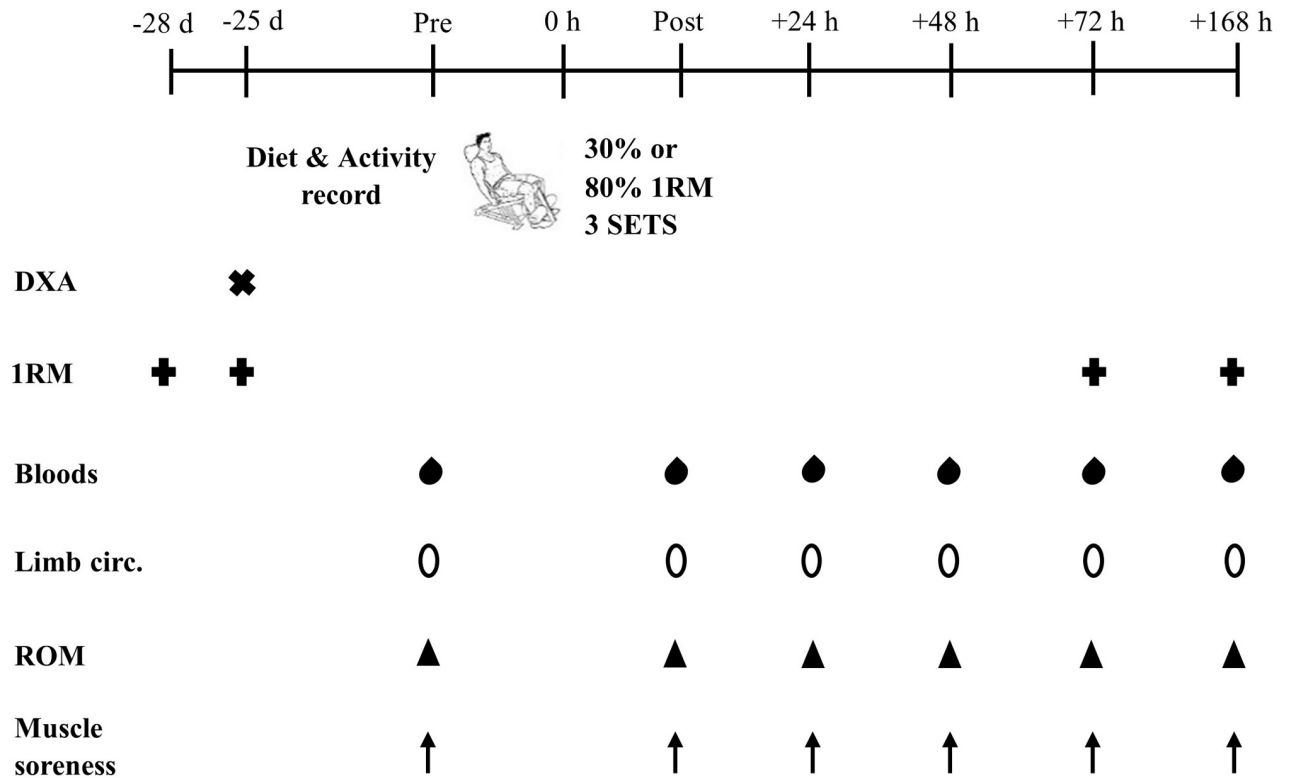 -28 d -25 d Pre 0 h Post +24 h +48 h +72 h +168 h
Diet & Activity
record
30% or
80% 1RM
3 SETS
DXA
1RM
Bloods
Limb circ.
ROM
Muscle
soreness